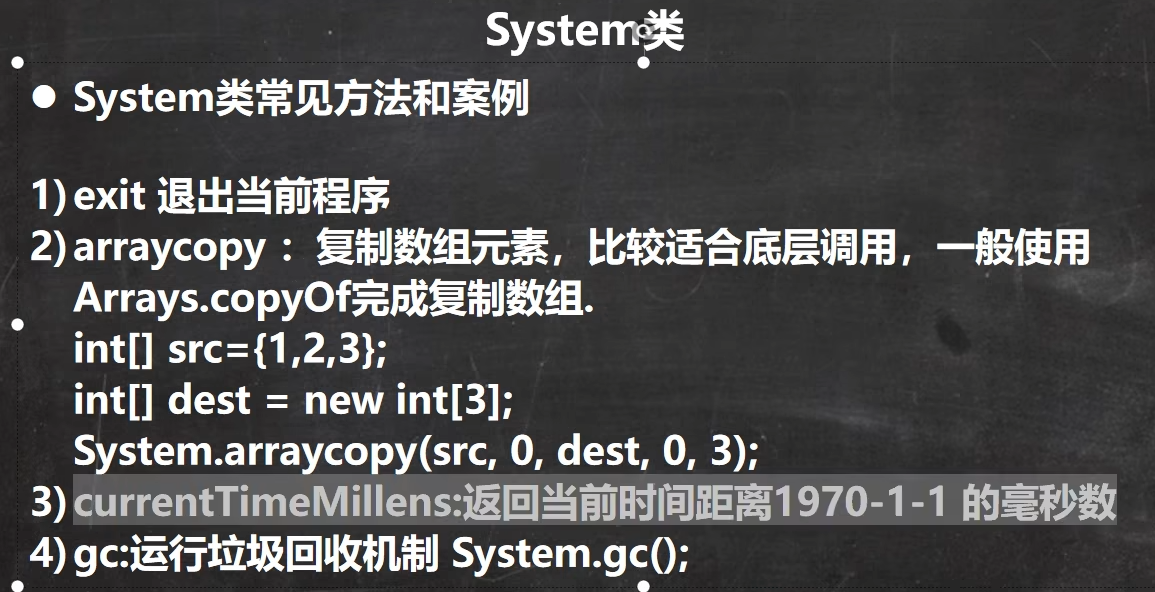 System类
● System类常见方法和案例
1) exit 退出当前程序
2) arraycopy ：复制数组元素，比较适合底层调用，一般使用
Arrays.copyOf完成复制数组.
int[] src={1,2,3};
int[] dest = new int[3];
System.arraycopy(src, 0, dest, 0, 3);
3) currentTimeMillens:返回当前时间距离1970-1-1 的毫秒数
4) gc:运行垃圾回收机制 System.gc();